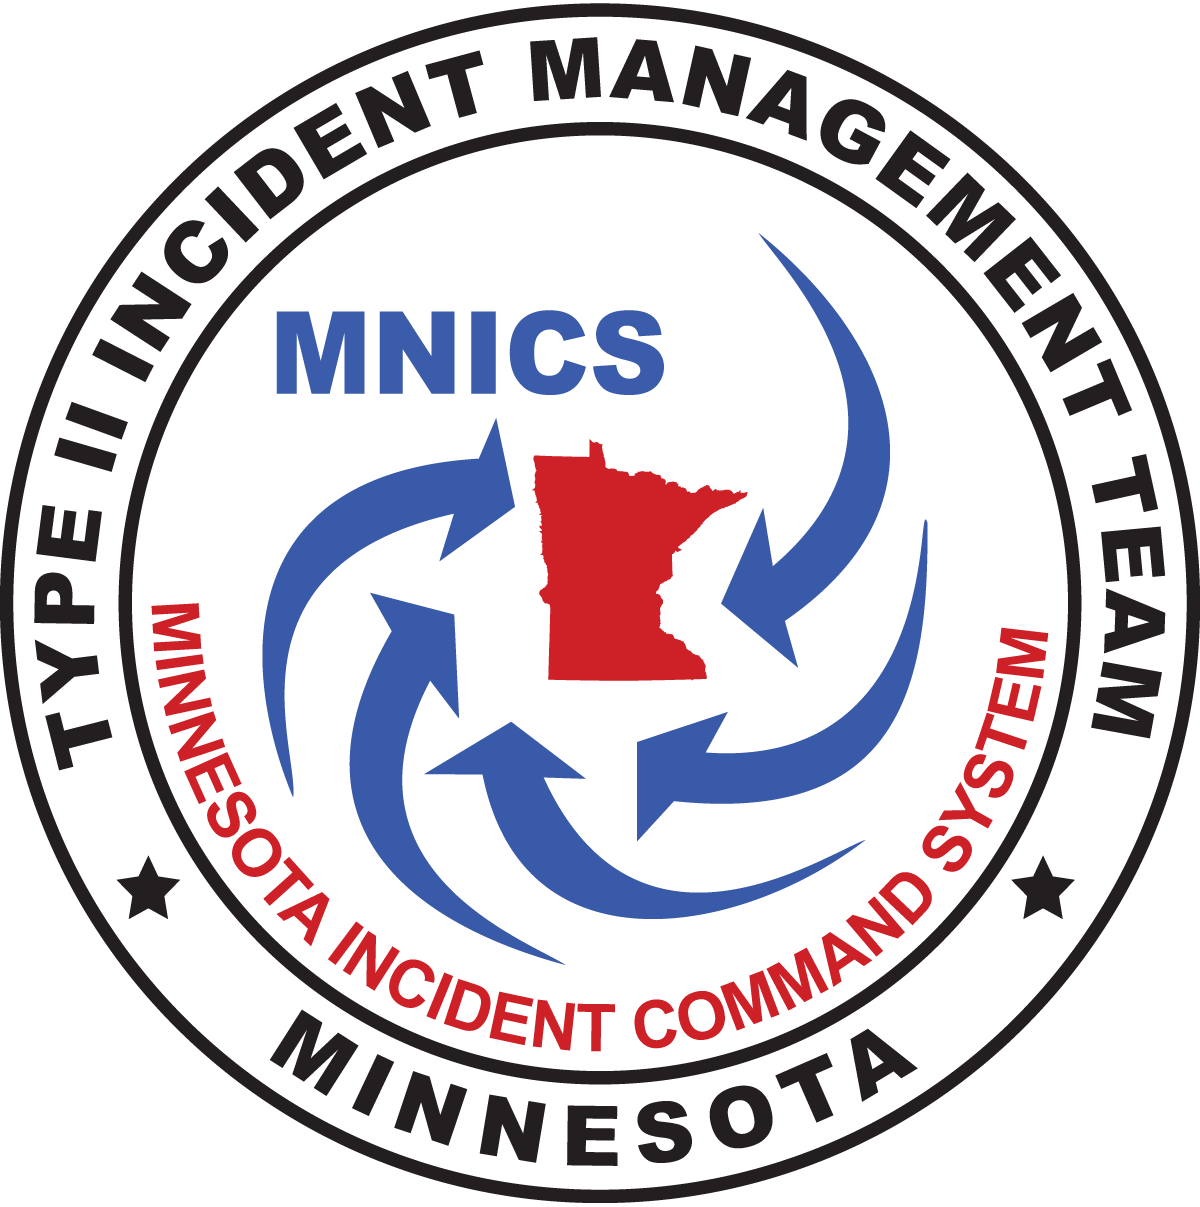 TYPE II INCIDENT MANAGEMENT TEAM
MNICS
MINNESOTA INCIDENT COMMAND SYSTEM
MINNESOTA